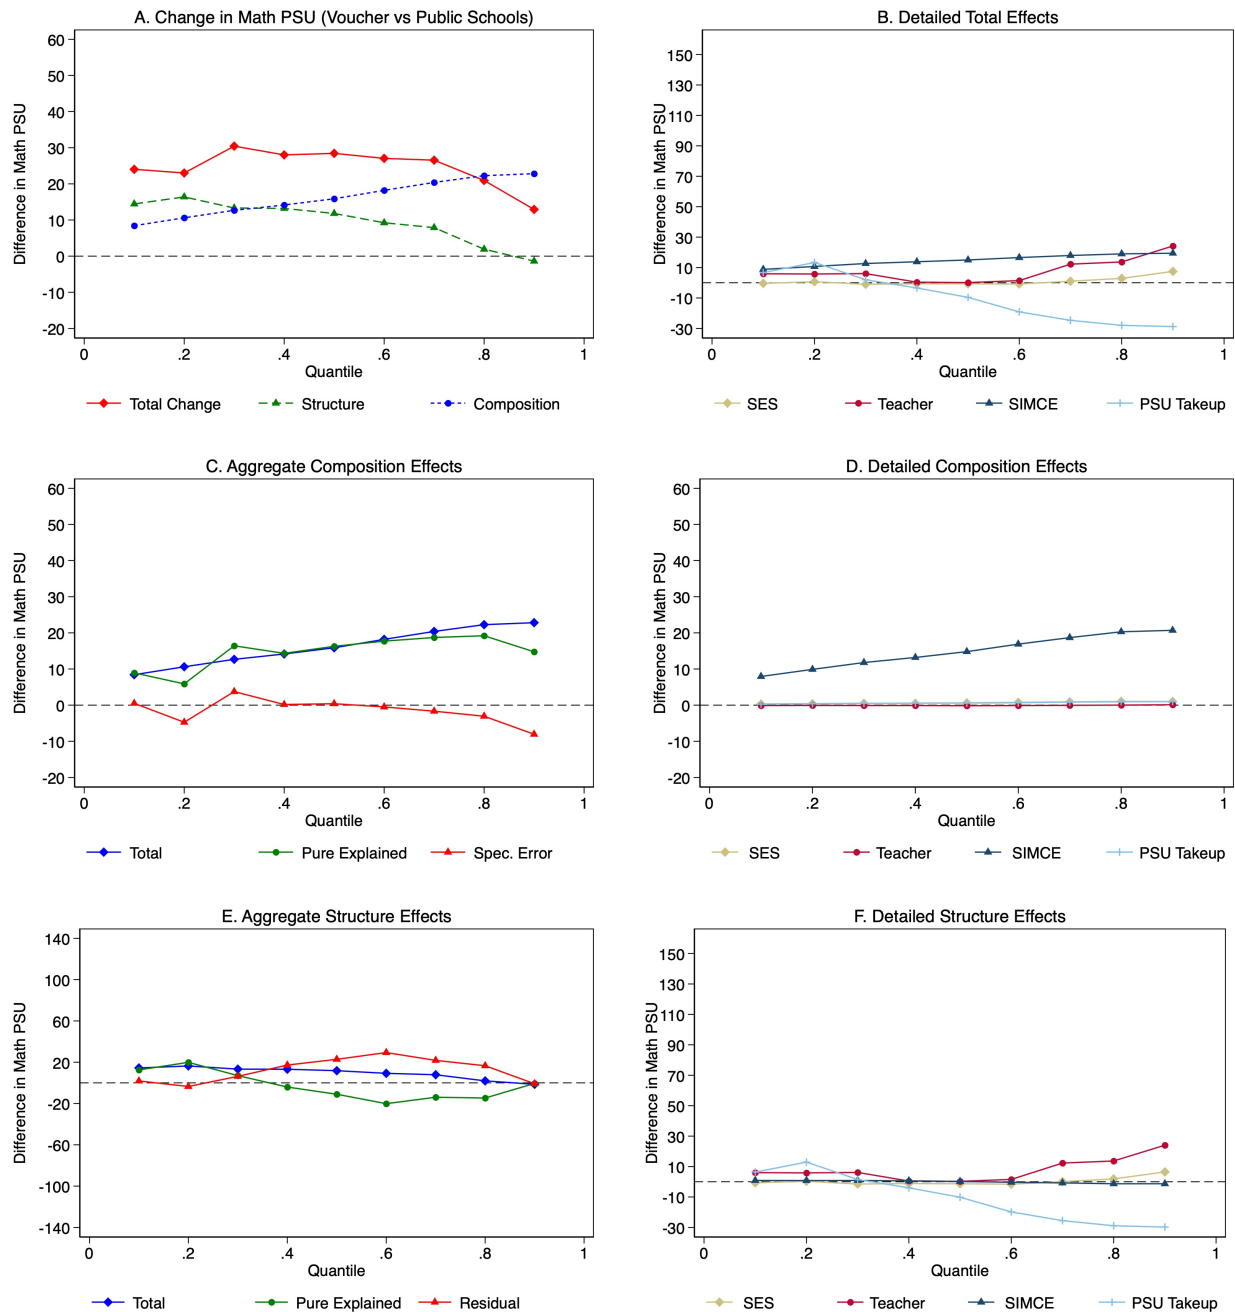 A. Change in Math PSU (Voucher vs Public Schools)
60
50
40
30
20
10
0
-10
-20
Difference in Math PSU
0 .2 .4 .6 .8 1
Quantile
Total Change Structure Composition
B. Detailed Total Effects
150
130
110
90
70
50
30
10
-10
-30
Difference in Math PSU
0 .2 .4 .6 .8 1
Quantile
SES Teacher SIMCE PSU Takeup
C. Aggregate Composition Effects
60
50
40
30
20
10
0
-10
-20
Difference in Math PSU
0 .2 .4 .6 .8 1
Quantile
Total Pure Explained Spec. Error
D. Detailed Composition Effects
60
50
40
30
20
10
0
-10
-20
Difference in Math PSU
0 .2 .4 .6 .8 1
Quantile
SES Teacher SIMCE PSU Takeup
E. Aggregate Structure Effects
140
100
60
20
-20
-60
-100
-140
Difference in Math PSU
0 .2 .4 .6 .8 1
Quantile
Total Pure Explained Residual
F. Detailed Structure Effects
150
130
110
90
70
50
30
10
-10
-30
Difference in Math PSU
0 .2 .4 .6 .8 1
Quantile
SES Teacher SIMCE PSU Takeup